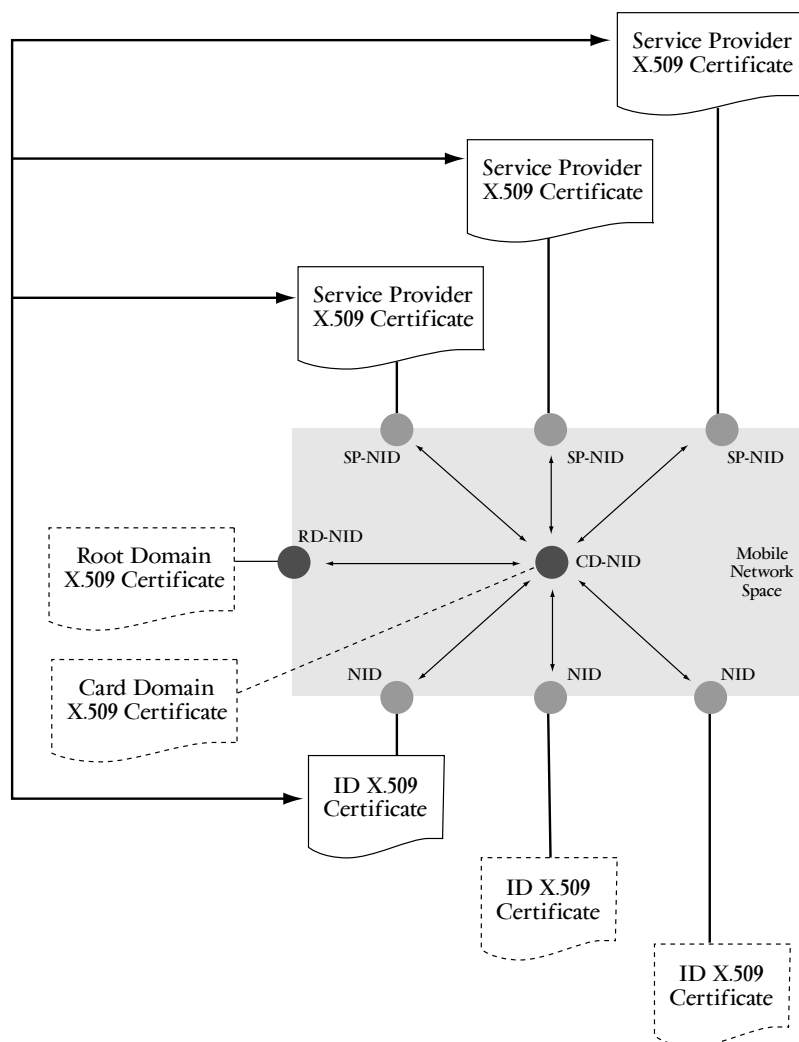 Service Provider
X.509 Certificate
Service Provider
X.509 Certificate
Service Provider
X.509 Certificate
SP-NID
SP-NID
SP-NID
RD-NID
Root Domain
X.509 Certificate
CD-NID
Mobile
Network
Space
Card Domain
X.509 Certificate
NID
NID
NID
ID X.509
Certificate
ID X.509
Certificate
ID X.509
Certificate